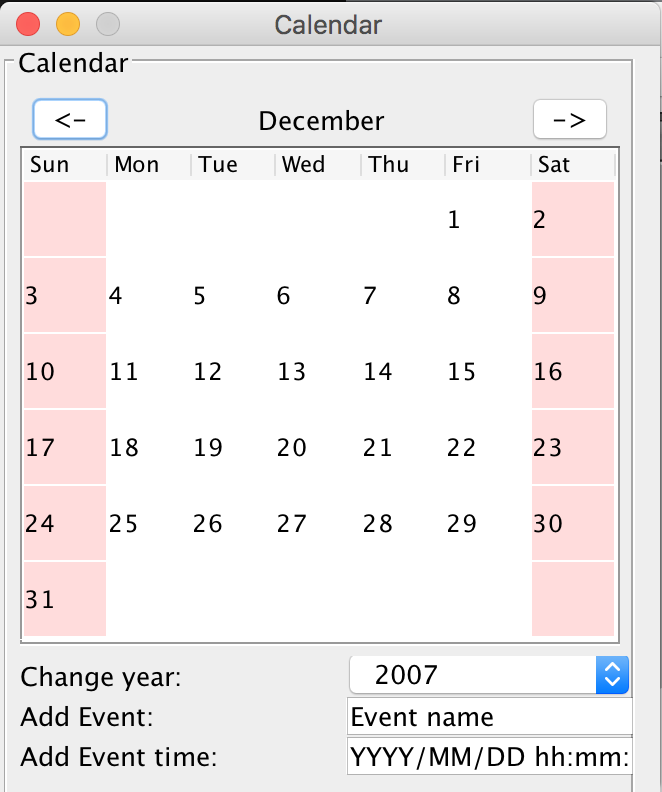 Calendar
Calendar
<- December ->
Sun Mon Tue Wed Thu Fri Sat
1 2
3 4 5 6 7 8 9
10 11 12 13 14 15 16
17 18 19 20 21 22 23
24 25 26 27 28 29 30
31
Change year: 2007
Add Event: Event name
Add Event time: YYYY/MM/DD hh:mm: